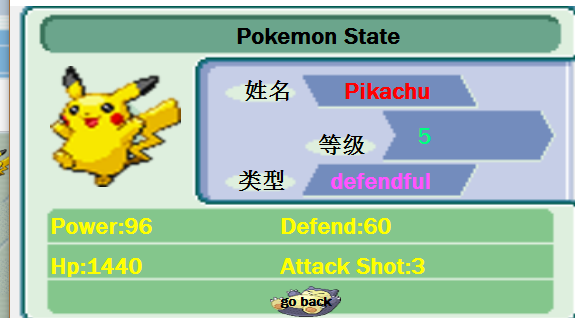 Pokemon State
姓名 Pikachu
等级 5
类型 defendful
Power:96 Defend:60
Hp:1440 Attack Shot:3
go back